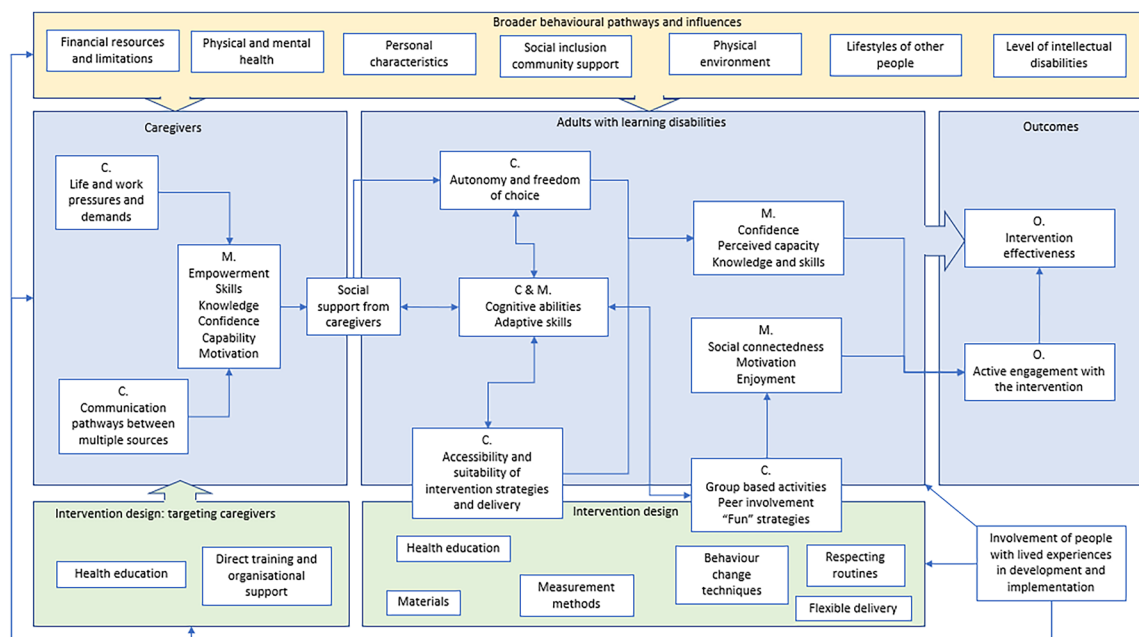 Broader behavioural pathways and influences
Financial resources
and limitations
Physical and mental
health
Personal
characteristics
Social inclusion
community support
Physical
environment
Lifestyles of other
people
Level of intellectual
disabilities
Caregivers
C.
Life and work
pressures and
demands
M.
Empowerment
Skills
Knowledge
Confidence
Capability
Motivation
C.
Communication
pathways between
multiple sources
Social
support from
caregivers
Adults with learning disabilities
C.
Autonomy and freedom
of choice
C & M.
Cognitive abilities
Adaptive skills
C.
Accessibility and
suitability of
intervention strategies
and delivery
M.
Confidence
Perceived capacity
Knowledge and skills
M.
Social connectedness
Motivation
Enjoyment
C.
Group based activities
Peer involvement
“Fun” strategies
Outcomes
O.
Intervention
effectiveness
O.
Active engagement with
the intervention
Intervention design: targeting caregivers
Health education
Direct training and
organisational
support
Intervention design
Health education
Materials
Measurement
methods
Behaviour
change
techniques
Respecting
routines
Flexible delivery
Involvement of people
with lived experiences
in development and
implementation